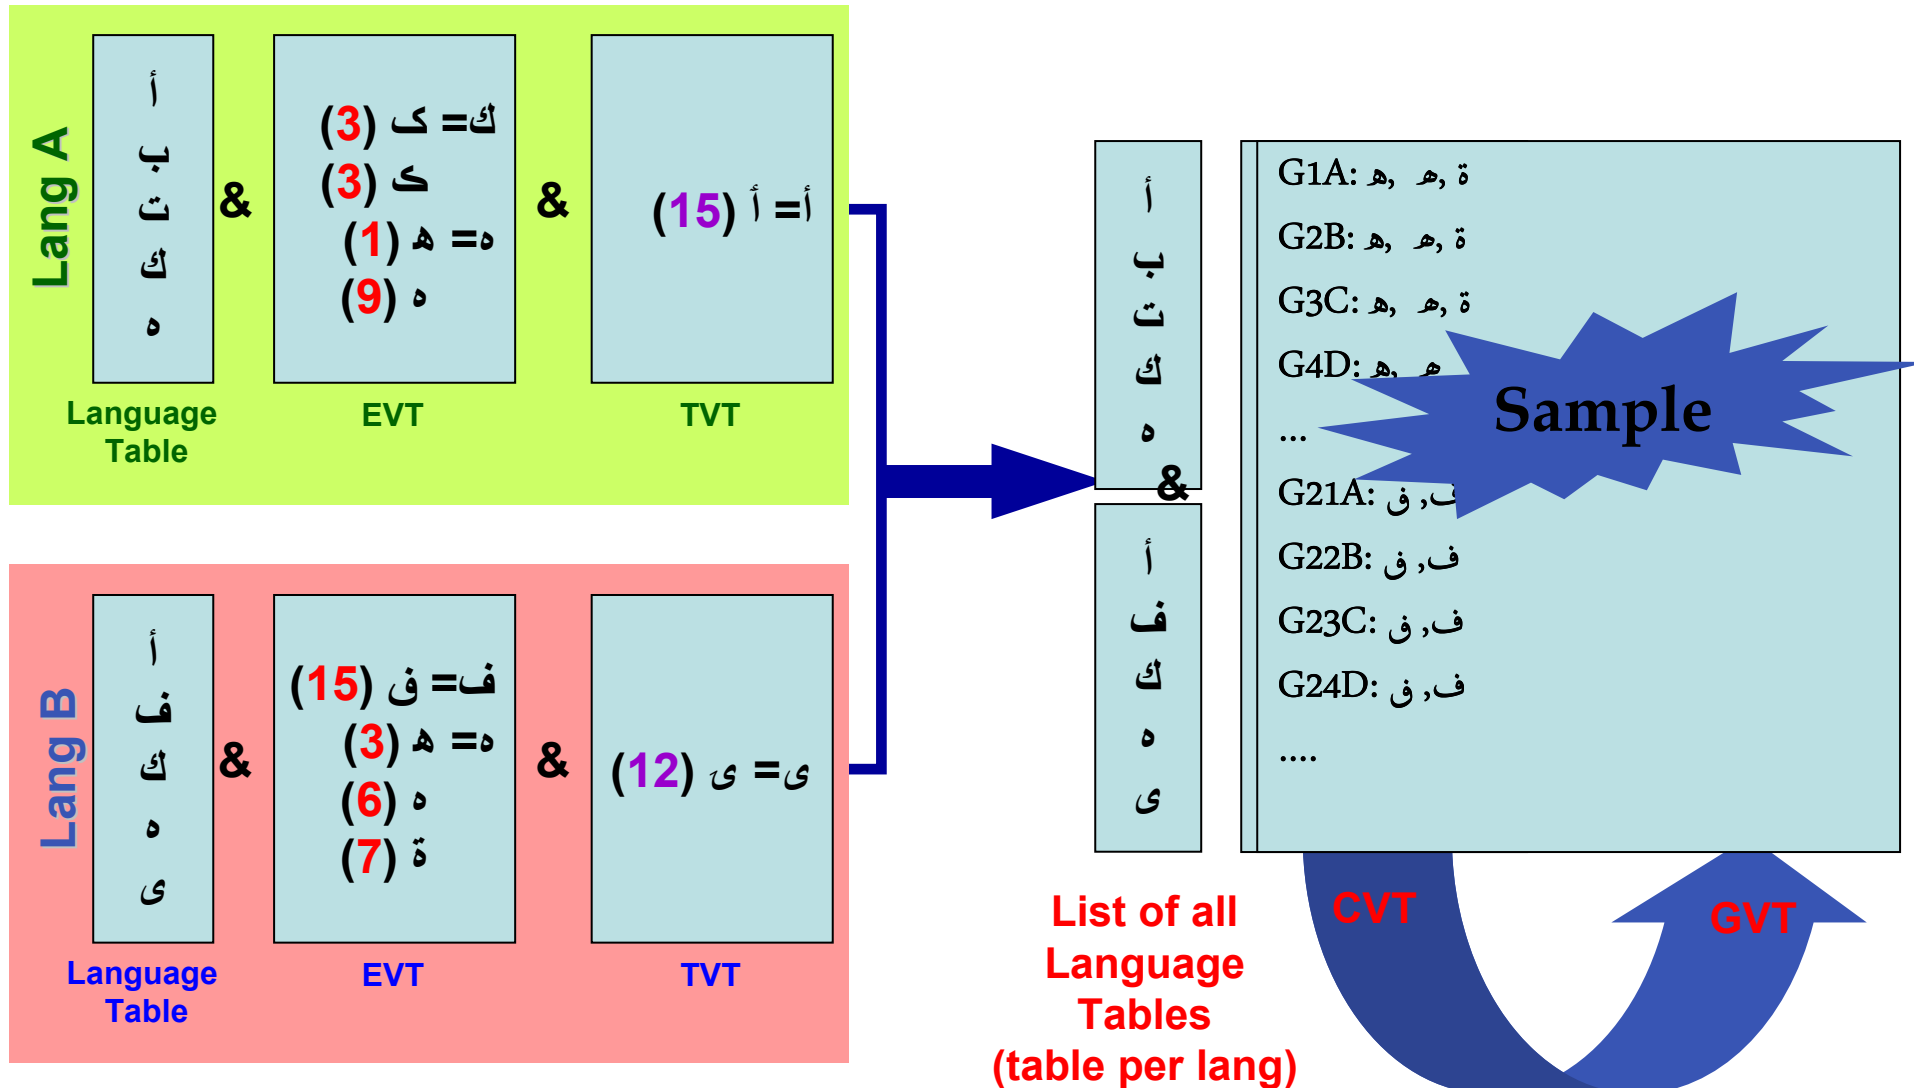 Lang A
أ
ب
ت
ك
ه
Language
Table
&
ك= ک (3)
ڪ (3)
ه= ھ (1)
ە (9)
EVT
&
أ= ٲ (15)
TVT
Lang B
أ
ف
ك
ه
ى
Language
Table
&
ف= ڧ (15)
ه= ھ (3)
ە (6)
ة (7)
EVT
&
ى= ۍ (12)
TVT
أ
ب
ت
ك
ه
&
أ
ف
ك
ه
ى
List of all
Language
Tables
(table per lang)
G1A: ة ,ھ ,ه
G2B: ة ,ھ ,ه
G3C: ة ,ھ ,ه
G4D: ھ ,ه
...
G21A: ف, ڧ
G22B: ف, ڧ
G23C: ف, ڧ
G24D: ف, ڧ
....
Sample
CVT
GVT